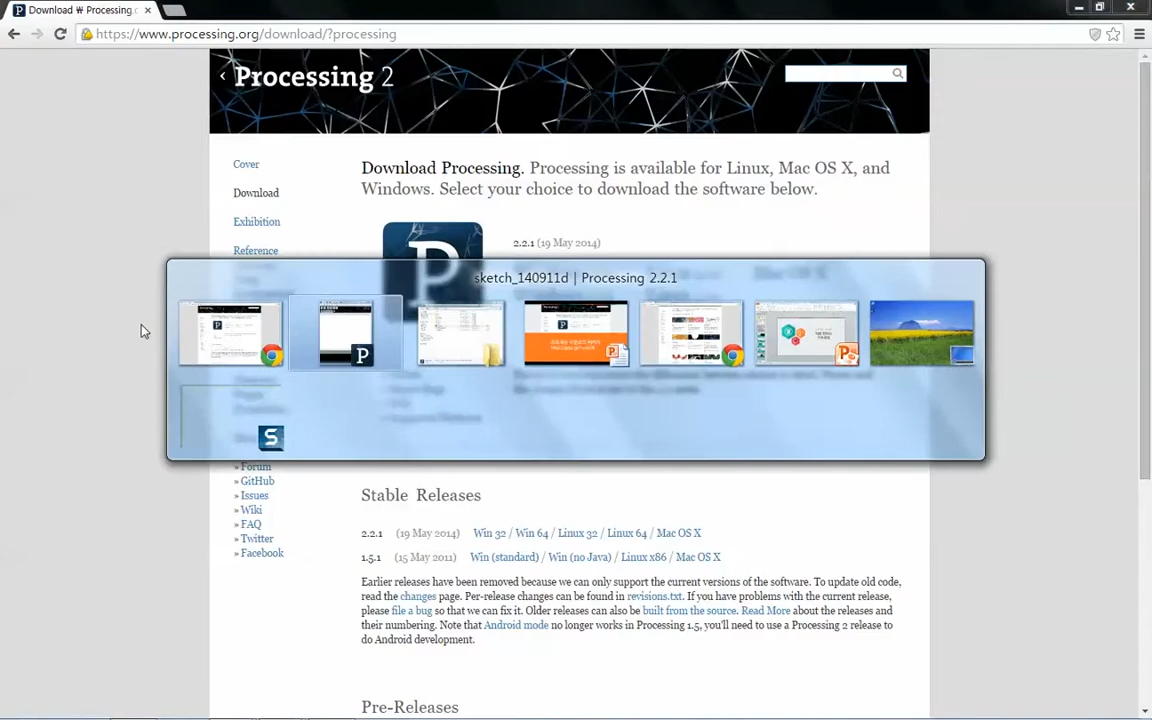 Download ₩ Processing.
https://www.processing.org/download/?processing
Processing 2
Cover
Download
Exhibition
Reference
Download Processing. Processing is available for Linux, Mac OS X, and
Windows. Select your choice to download the software below.
P
2.2.1 (19 May 2014)
sketch_140911d | Processing 2.2.1
P
P
P
S
» Forum
» GitHub
» Issues
» Wiki
» FAQ
» Twitter
» Facebook
Stable Releases
2.2.1 (19 May 2014) Win 32 / Win 64 / Linux 32 / Linux 64 / Mac OS X
1.5.1 (15 May 2011) Win (standard) / Win (no Java) / Linux x86 / Mac OS X
Earlier releases have been removed because we can only support the current versions of the software. To update old code,
read the changes page. Per-release changes can be found in revisions.txt. If you have problems with the current release,
please file a bug so that we can fix it. Older releases can also be built from the source. Read More about the releases and
their numbering. Note that Android mode no longer works in Processing 1.5, you'll need to use a Processing 2 release to
do Android development.
Pre-Releases